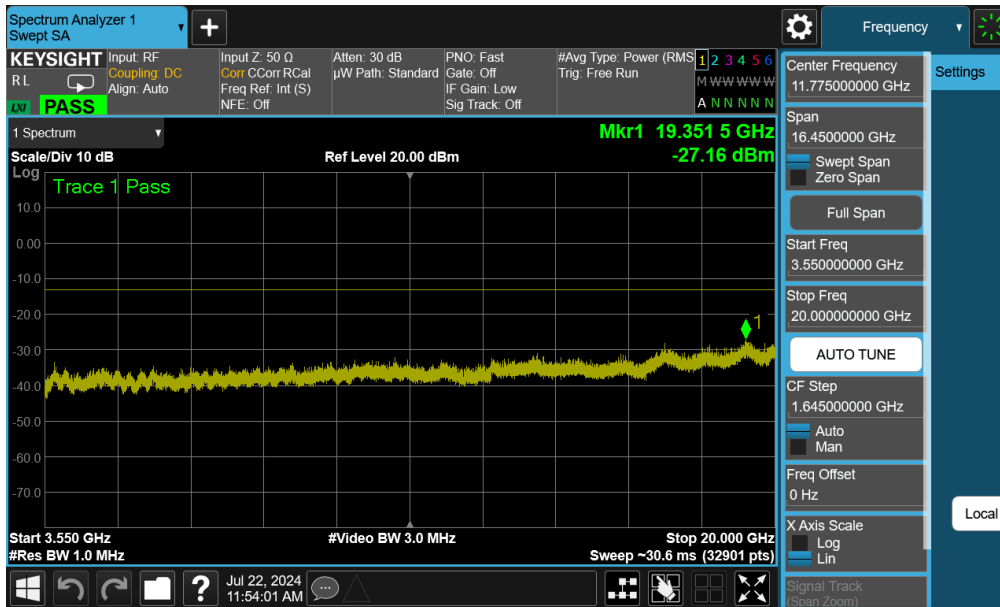 Spectrum Analyzer 1
Swept SA
+
Frequency
KEYSIGHT
R L
LXI
PASS
Input: RF
Coupling: DC
Align: Auto
Input Z: 50 Ω
Corr CCorr RCal
Freq Ref: Int (S)
NFE: Off
Atten: 30 dB
µW Path: Standard
PNO: Fast
Gate: Off
IF Gain: Low
Sig Track: Off
#Avg Type: Power (RMS
Trig: Free Run
1 2 3 4 5 6
M W W W W W
A N N N N N
1 Spectrum
Scale/Div 10 dB
Ref Level 20.00 dBm
Mkr1 19.351 5 GHz
-27.16 dBm
Log
Trace 1 Pass
10.0
0.00
-10.0
-20.0
-30.0
-40.0
-50.0
-60.0
-70.0
1
Start 3.550 GHz
#Res BW 1.0 MHz
#Video BW 3.0 MHz
Stop 20.000 GHz
Sweep ~30.6 ms (32901 pts)
Center Frequency
11.775000000 GHz
Span
16.4500000 GHz
Swept Span
Zero Span
Full Span
Start Freq
3.550000000 GHz
Stop Freq
20.000000000 GHz
AUTO TUNE
CF Step
1.645000000 GHz
Auto
Man
Freq Offset
0 Hz
X Axis Scale
Log
Lin
Signal Track
(Span Zoom)
Settings
Local
?
Jul 22, 2024
11:54:01 AM